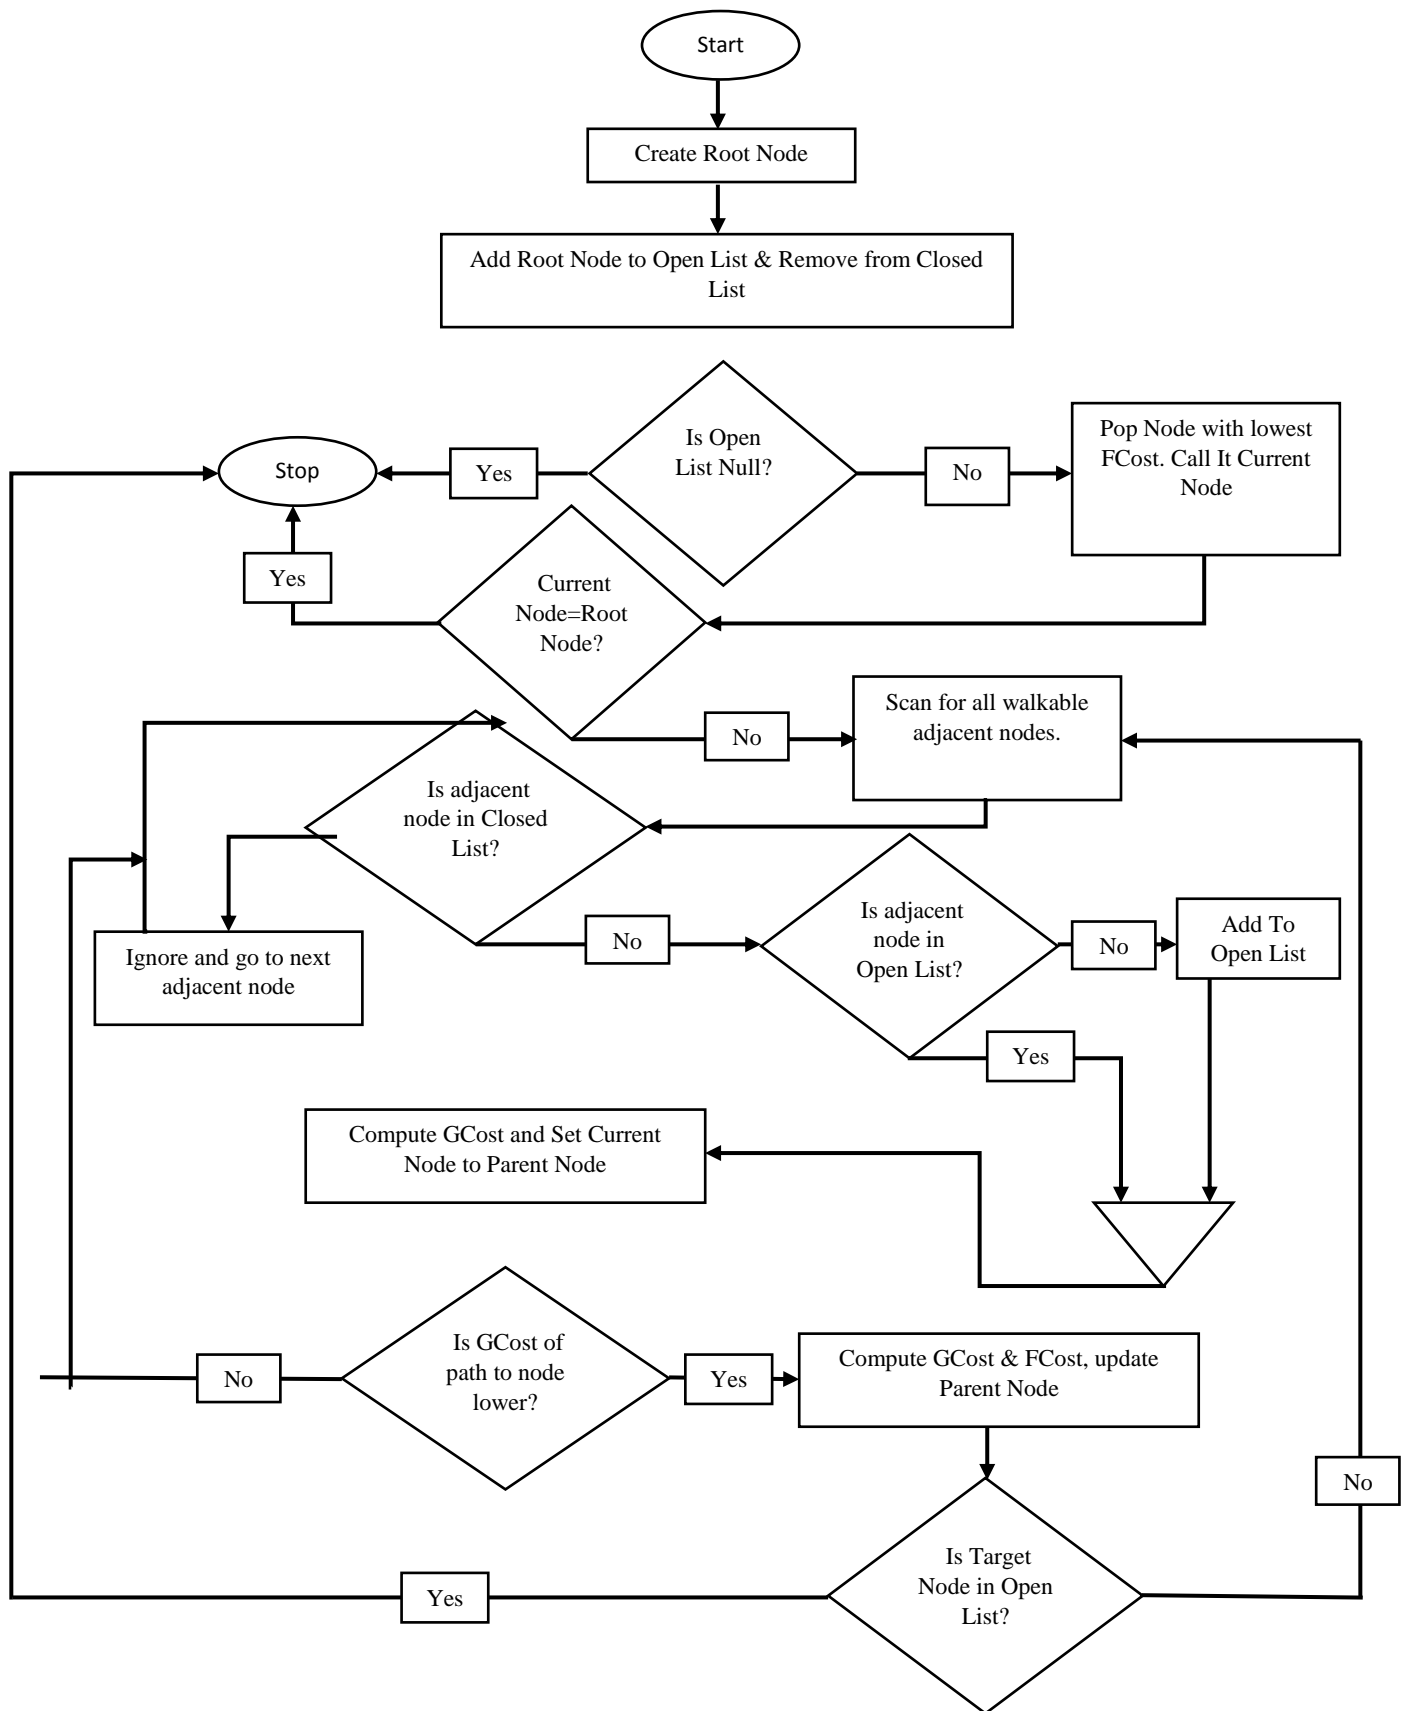 Start
Create Root Node
Add Root Node to Open List & Remove from Closed
List
Is Open
List Null?
Yes
Stop
No
Pop Node with lowest
FCost. Call It Current
Node
Current
Node=Root
Node?
Yes
No
Scan for all walkable
adjacent nodes.
Is adjacent
node in Closed
List?
Ignore and go to next
adjacent node
No
Is adjacent
node in
Open List?
No
Add To
Open List
Yes
Compute GCost and Set Current
Node to Parent Node
Is GCost of
path to node
lower?
No
Yes
Compute GCost & FCost, update
Parent Node
No
Is Target
Node in Open
List?
Yes